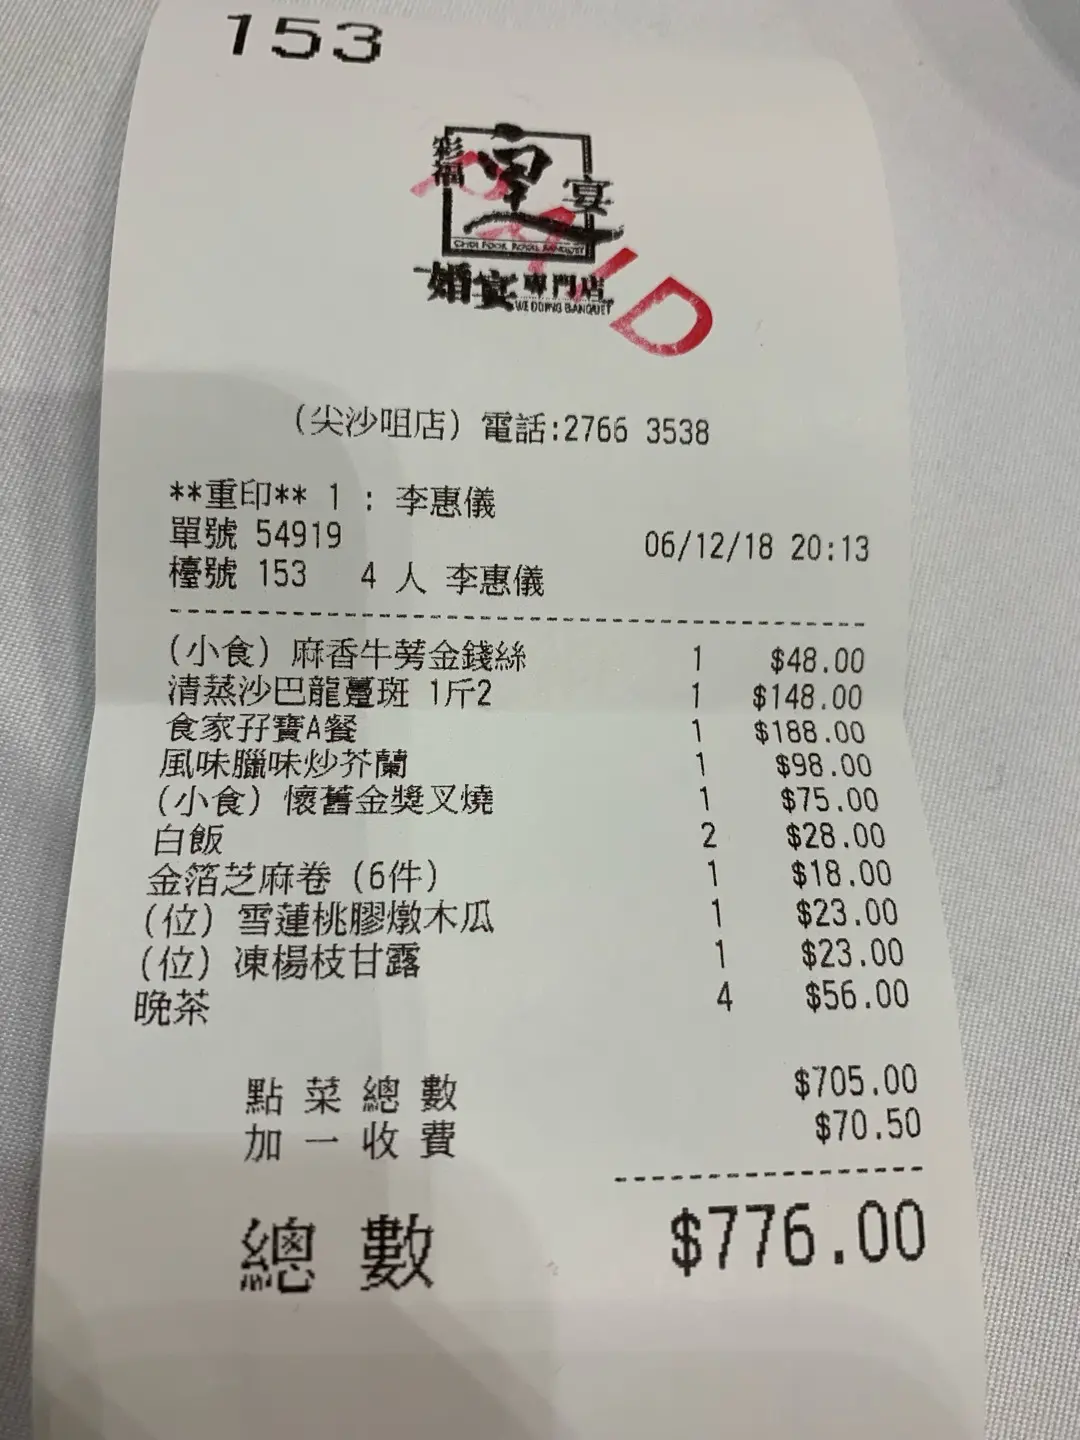 153
彩福
皇
宴
CHOI FOOK ROYAL BANQUET
婚宴專門店
WEDDING BANQUET
PAID
(尖沙咀店) 電話:2766 3538
**重印** 1 : 李惠儀
單號 54919 06/12/18 20:13
檯號 153 4 人 李惠儀
(小食) 麻香牛蒡金錢絲 1 $48.00
清蒸沙巴龍躉斑 1斤2 1 $148.00
食家孖寶A餐 1 $188.00
風味臘味炒芥蘭 1 $98.00
(小食) 懷舊金獎叉燒 1 $75.00
白飯 2 $28.00
金箔芝麻卷 (6件) 1 $18.00
(位) 雪蓮桃膠燉木瓜 1 $23.00
(位) 凍楊枝甘露 1 $23.00
晚茶 4 $56.00
點菜總數 $705.00
加一收費 $70.50
總數 $776.00